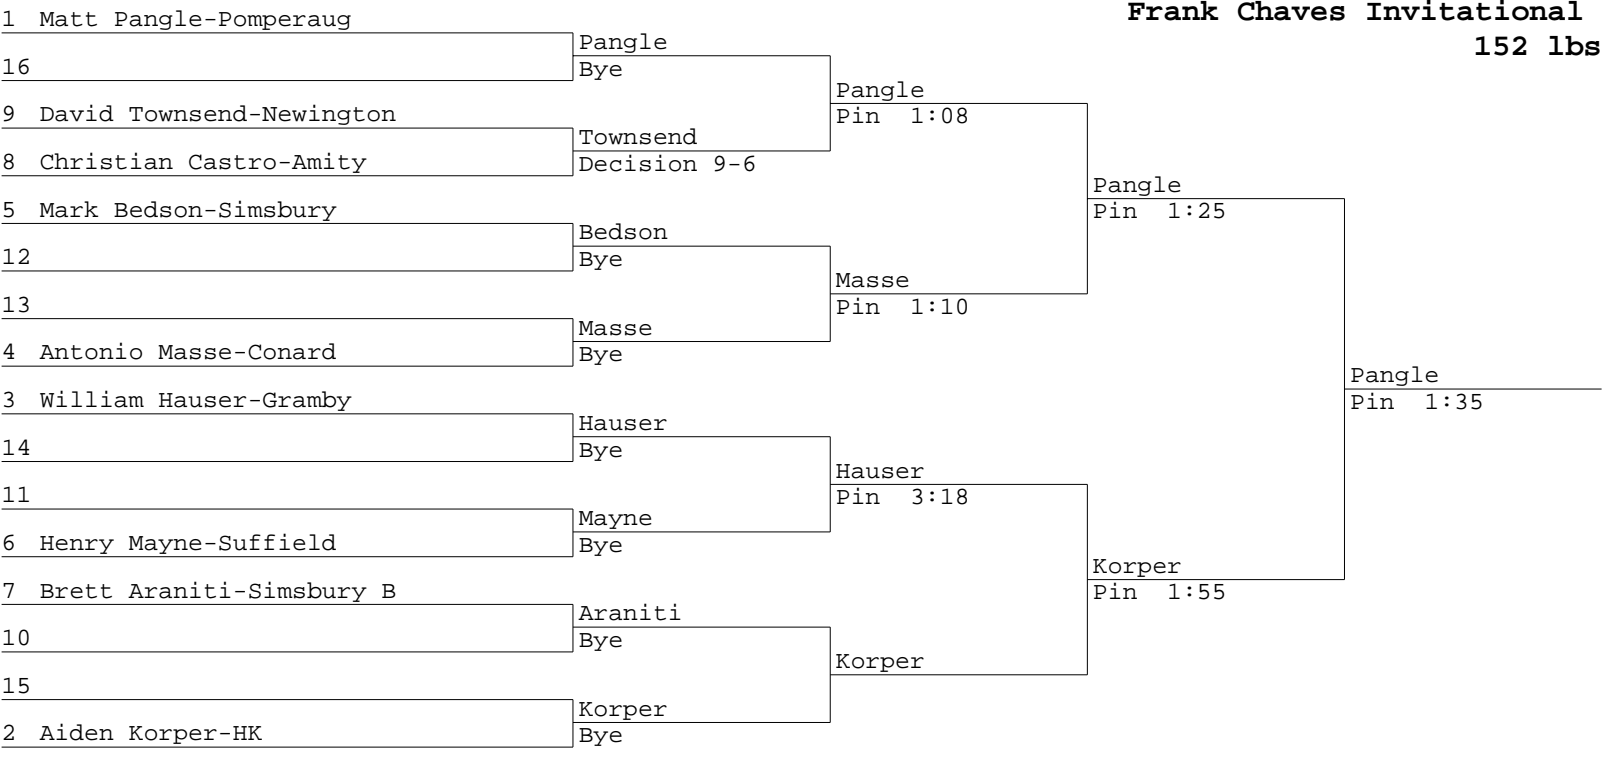 Frank Chaves Invitational
152 lbs
1 Matt Pangle-Pomperaug
16
9 David Townsend-Newington
8 Christian Castro-Amity
5 Mark Bedson-Simsbury
12
13
4 Antonio Masse-Conard
3 William Hauser-Gramby
14
11
6 Henry Mayne-Suffield
7 Brett Araniti-Simsbury B
10
15
2 Aiden Korper-HK
Pangle
Bye
Townsend
Decision 9-6
Bedson
Bye
Masse
Bye
Hauser
Bye
Mayne
Bye
Araniti
Bye
Korper
Bye
Pangle
Pin 1:08
Masse
Pin 1:10
Hauser
Pin 3:18
Korper
Pangle
Pin 1:25
Korper
Pin 1:55
Pangle
Pin 1:35